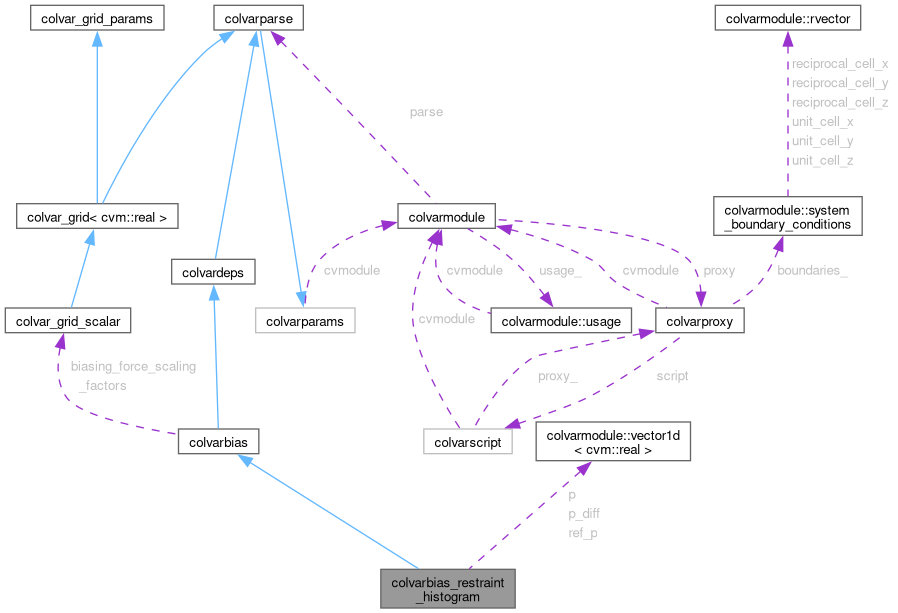 colvar_grid_params
colvarparse
colvarmodule::rvector
reciprocal_cell_x
reciprocal_cell_y
reciprocal_cell_z
unit_cell_x
unit_cell_y
unit_cell_z
parse
colvar_grid< cvm::real >
colvarmodule
colvarmodule::system
_boundary_conditions
colvardeps
cvmodule
cvmodule
usage_
cvmodule
proxy
boundaries_
colvar_grid_scalar
colvarparams
cvmodule
colvarmodule::usage
colvarproxy
biasing_force_scaling
_factors
proxy_
script
colvarbias
colvarscript
colvarmodule::vector1d
< cvm::real >
p
p_diff
ref_p
colvarbias_restraint
_histogram